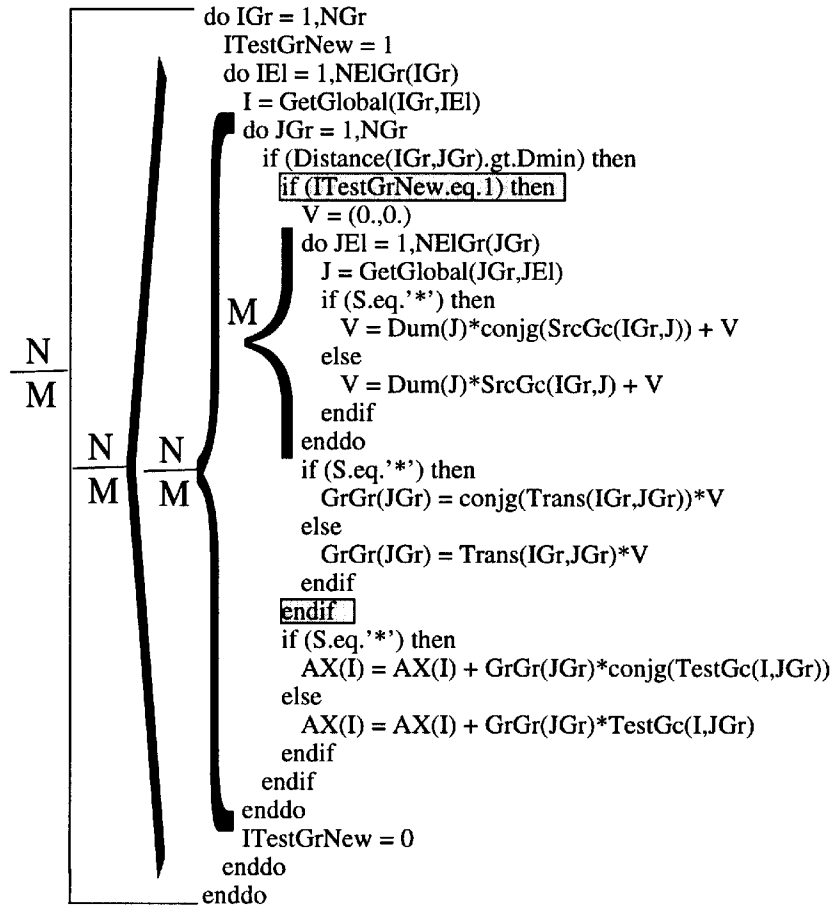 do IGr = 1,NGr
ITestGrNew = 1
do IEl = 1,NElGr(IGr)
I = GetGlobal(IGr,IEl)
do JGr = 1,NGr
if (Distance(IGr,JGr).gt.Dmin) then
if (ITestGrNew.eq.1) then
V = (0.,0.)
do JEl = 1,NElGr(JGr)
J = GetGlobal(JGr,JEl)
if (S.eq.'*') then
M
V = Dum(J)*conjg(SrcGc(IGr,J)) + V
else
N
M
V = Dum(J)*SrcGc(IGr,J) + V
endif
enddo
N
M
N
M
if (S.eq.'*') then
GrGr(JGr) = conjg(Trans(IGr,JGr))*V
else
GrGr(JGr) = Trans(IGr,JGr)*V
endif
endif
if (S.eq.'*') then
AX(I) = AX(I) + GrGr(JGr)*conjg(TestGc(I,JGr))
else
AX(I) = AX(I) + GrGr(JGr)*TestGc(I,JGr)
endif
endif
enddo
ITestGrNew = 0
enddo
enddo